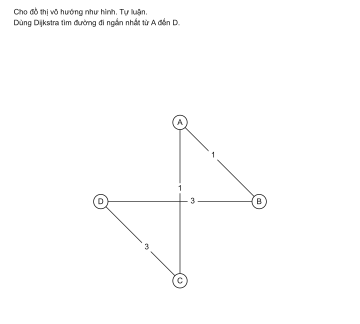 Cho đồ thị vô hướng như hình. Tự luận.
Dùng Dijkstra tìm đường đi ngắn nhất từ A đến D.
A
1
1
D
3
B
3
C